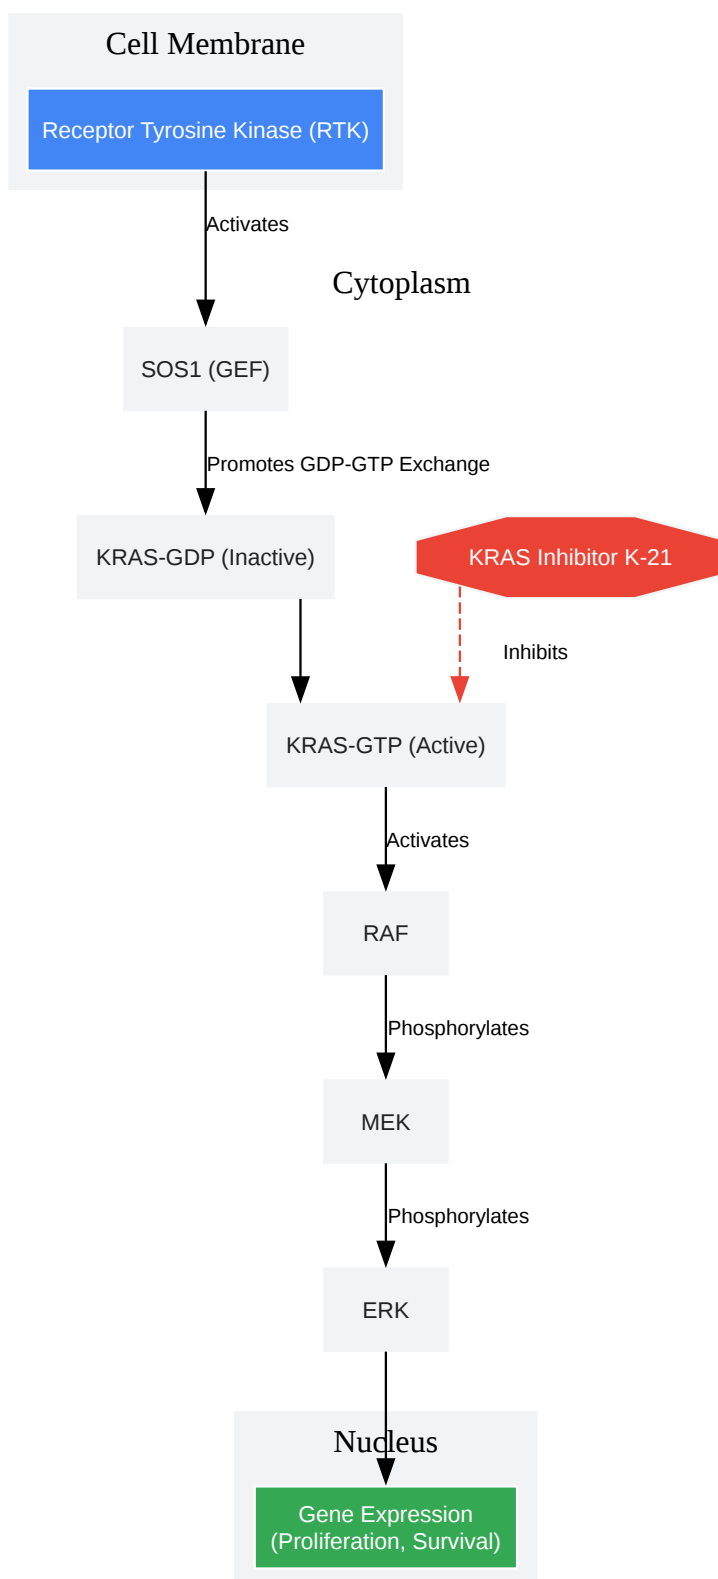 Cell Membrane
Receptor Tyrosine Kinase (RTK)
Activates
Cytoplasm
SOS1 (GEF)
Promotes GDP-GTP Exchange
KRAS-GDP (Inactive)
KRAS Inhibitor K-21
Inhibits
KRAS-GTP (Active)
Activates
RAF
Phosphorylates
MEK
Phosphorylates
ERK
Nucleus
Gene Expression
(Proliferation, Survival)